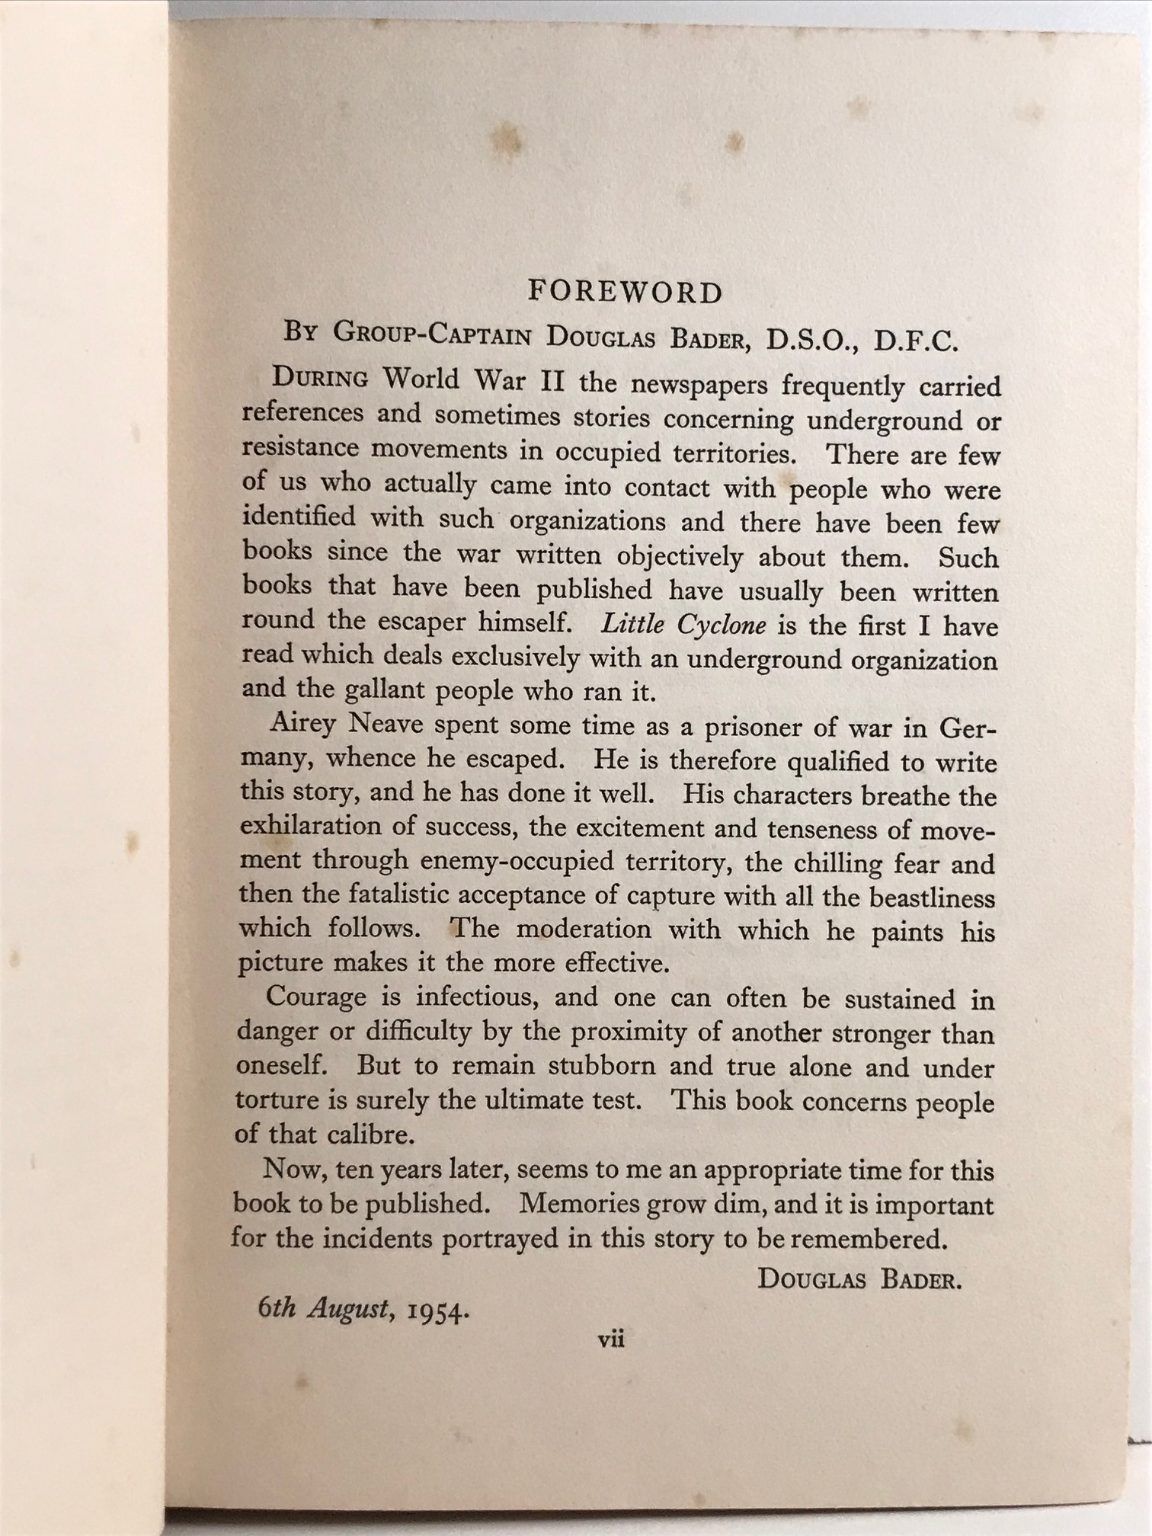 FOREWORD
By Group-Captain Douglas Bader, D.S.O., D.F.C.
During World War II the newspapers frequently carried
references and sometimes stories concerning underground or
resistance movements in occupied territories. There are few
of us who actually came into contact with people who were
identified with such organizations and there have been few
books since the war written objectively about them. Such
books that have been published have usually been written
round the escaper himself. Little Cyclone is the first I have
read which deals exclusively with an underground organization
and the gallant people who ran it.
Airey Neave spent some time as a prisoner of war in Ger-
many, whence he escaped. He is therefore qualified to write
this story, and he has done it well. His characters breathe the
exhilaration of success, the excitement and tenseness of move-
ment through enemy-occupied territory, the chilling fear and
then the fatalistic acceptance of capture with all the beastliness
which follows. The moderation with which he paints his
picture makes it the more effective.
Courage is infectious, and one can often be sustained in
danger or difficulty by the proximity of another stronger than
oneself. But to remain stubborn and true alone and under
torture is surely the ultimate test. This book concerns people
of that calibre.
Now, ten years later, seems to me an appropriate time for this
book to be published. Memories grow dim, and it is important
for the incidents portrayed in this story to be remembered.
Douglas Bader.
6th August, 1954.
vii